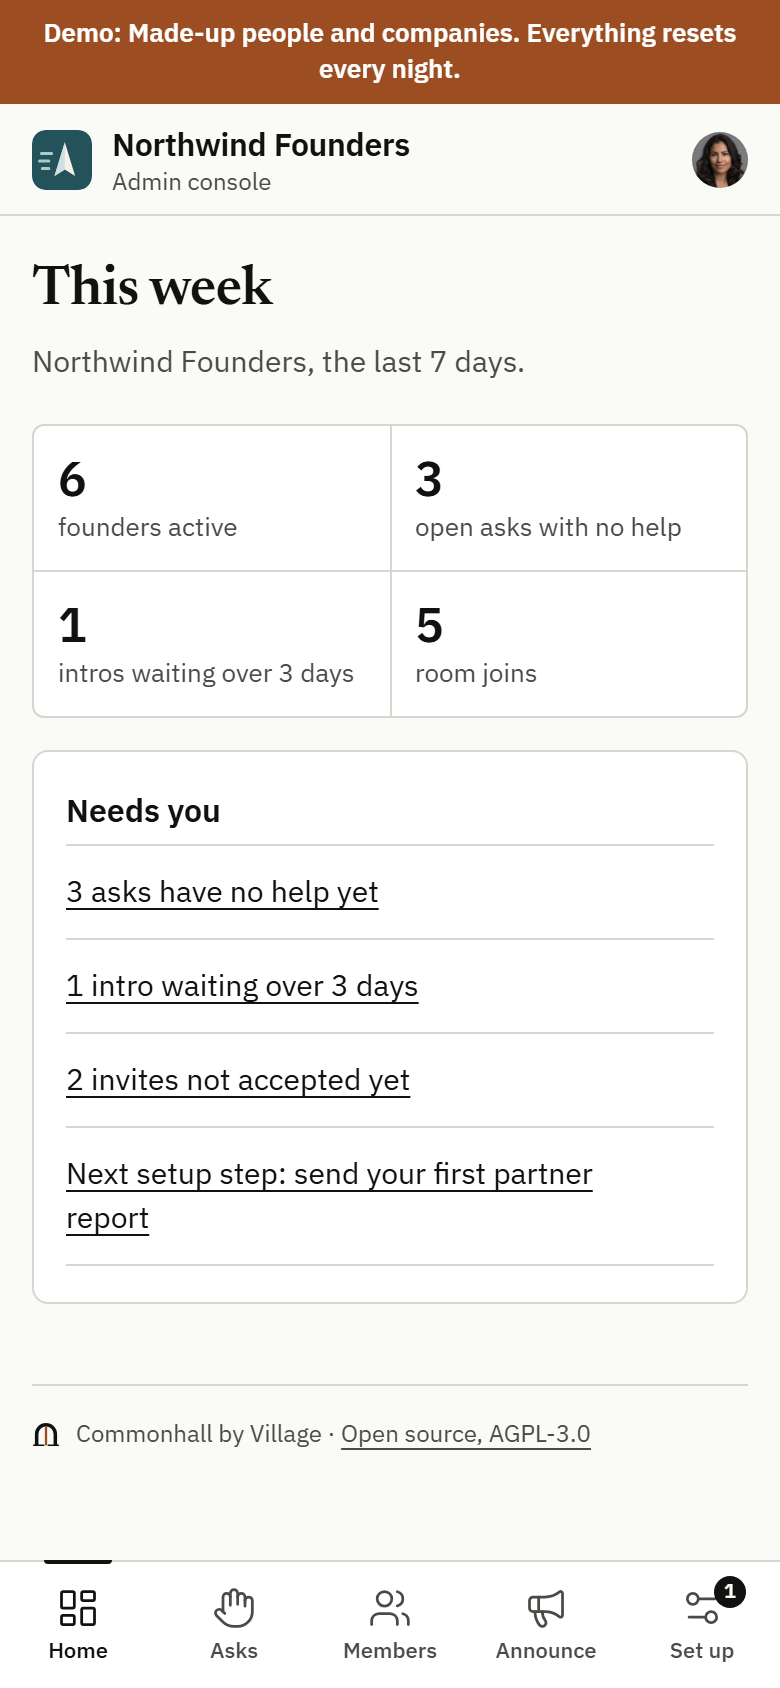 Demo: Made-up people and companies. Everything resets
every night.
Northwind Founders
Admin console
This week
Northwind Founders, the last 7 days.
6
founders active
3
open asks with no help
1
intros waiting over 3 days
5
room joins
Needs you
3 asks have no help yet
1 intro waiting over 3 days
2 invites not accepted yet
Next setup step: send your first partner
report
Commonhall by Village · Open source, AGPL-3.0
Home
Asks
Members
Announce
1
Set up